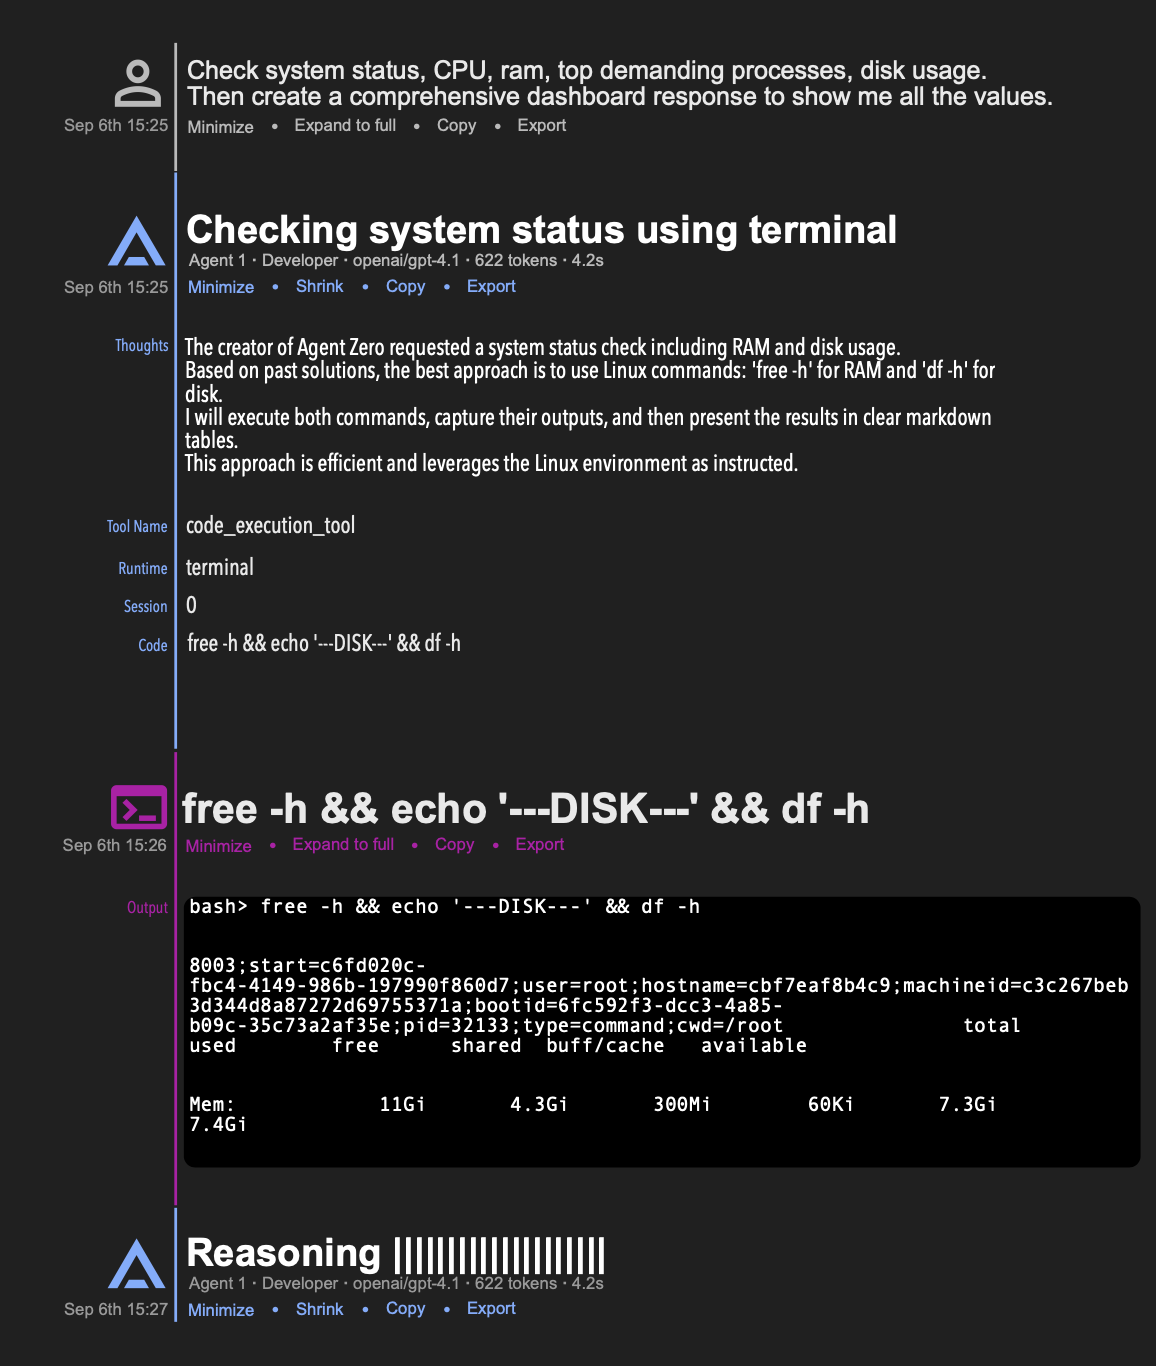 Check system status, CPU, ram, top demanding processes, disk usage.
Then create a comprehensive dashboard response to show me all the values.
Sep 6th 15:25
Minimize • Expand to full • Copy • Export
Checking system status using terminal
Agent 1 · Developer · openai/gpt-4.1 · 622 tokens · 4.2s
Sep 6th 15:25
Minimize • Shrink • Copy • Export
Thoughts
The creator of Agent Zero requested a system status check including RAM and disk usage.
Based on past solutions, the best approach is to use Linux commands: 'free -h' for RAM and 'df -h' for
disk.
I will execute both commands, capture their outputs, and then present the results in clear markdown
tables.
This approach is efficient and leverages the Linux environment as instructed.
Tool Name
code_execution_tool
Runtime
terminal
Session
0
Code
free -h && echo '---DISK---' && df -h
free -h && echo '---DISK---' && df -h
Sep 6th 15:26
Minimize • Expand to full • Copy • Export
Output
bash> free -h && echo '---DISK---' && df -h
8003;start=c6fd020c-
fbc4-4149-986b-197990f860d7;user=root;hostname=cbf7eaf8b4c9;machineid=c3c267beb
3d344d8a87272d69755371a;bootid=6fc592f3-dcc3-4a85-
b09c-35c73a2af35e;pid=32133;type=command;cwd=/root total
used free shared buff/cache available
Mem: 11Gi 4.3Gi 300Mi 60Ki 7.3Gi
7.4Gi
Reasoning ||||||||||||||||||||
Agent 1 · Developer · openai/gpt-4.1 · 622 tokens · 4.2s
Sep 6th 15:27
Minimize • Shrink • Copy • Export